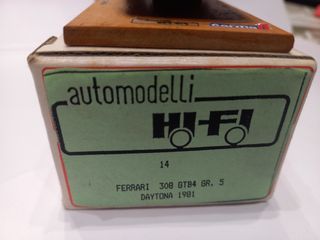 automodelli
HI-FI
14
FERRARI 308 GTB4 GR. 5
DAYTONA 1981